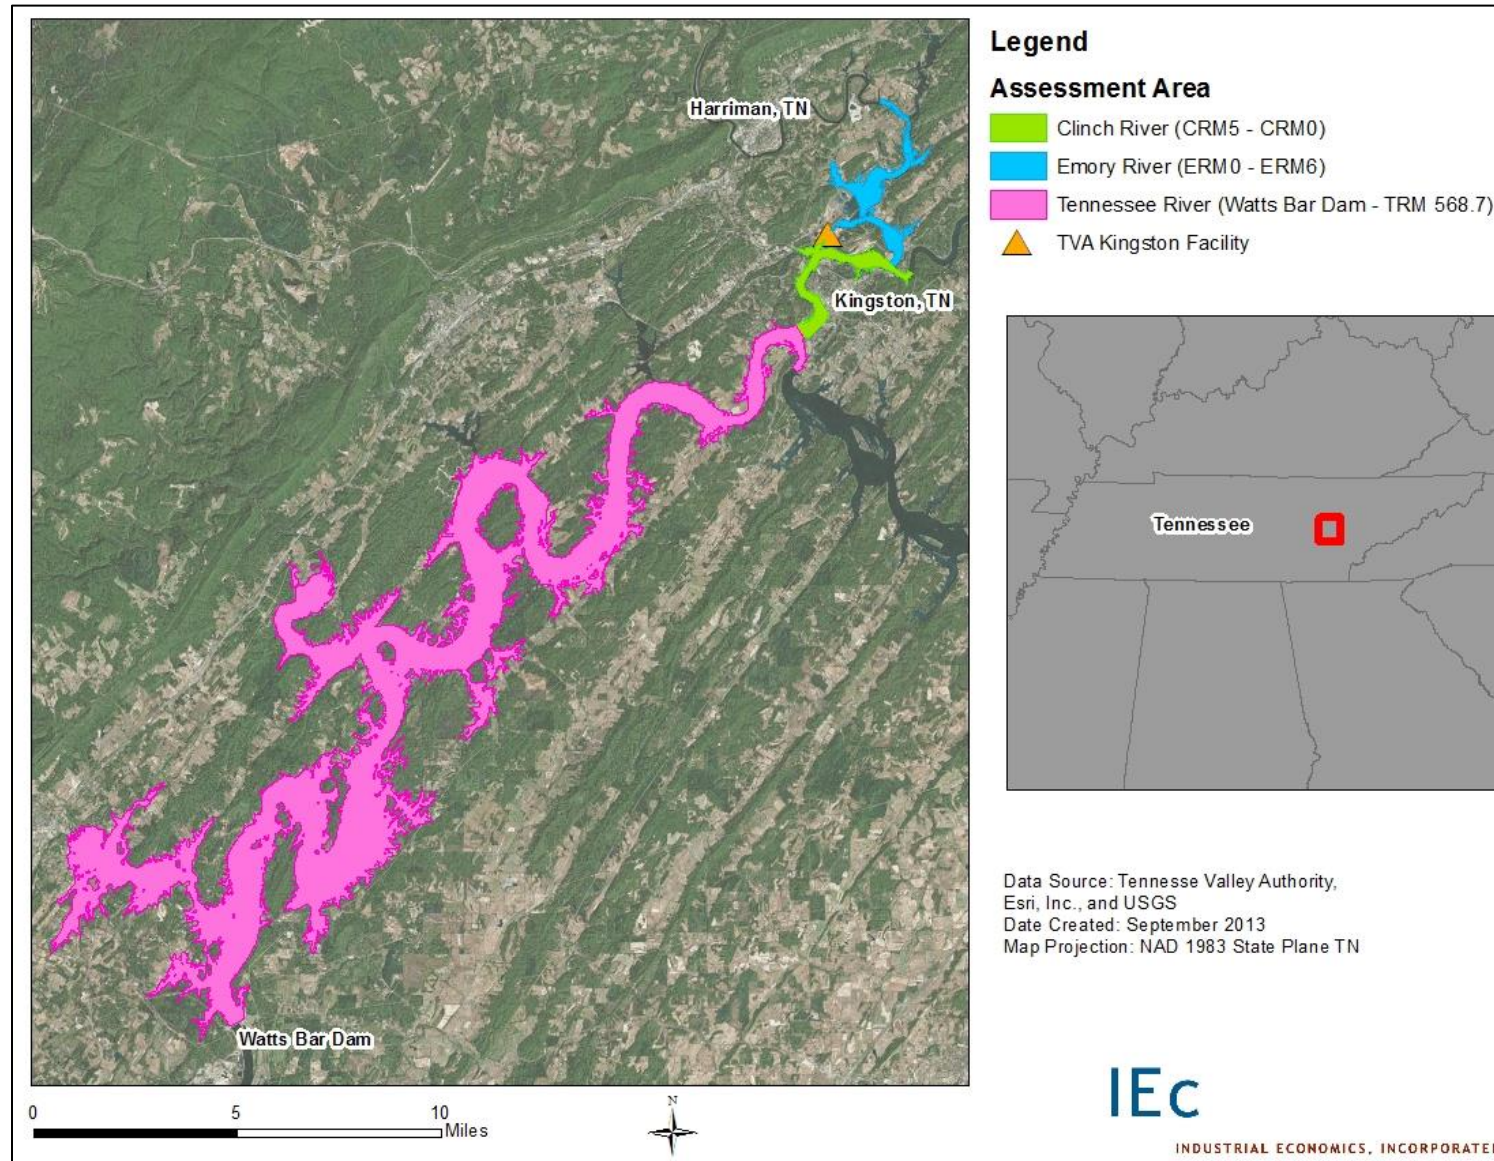 Harriman, TN
Kingston, TN
Watts Bar Dam
0 5 10
Miles
N
Legend
Assessment Area
Clinch River (CRM5 - CRM0)
Emory River (ERM0 - ERM6)
Tennessee River (Watts Bar Dam - TRM 568.7)
TVA Kingston Facility
Tennessee
Data Source: Tennesse Valley Authority,
Esri, Inc., and USGS
Date Created: September 2013
Map Projection: NAD 1983 State Plane TN
IEc
INDUSTRIAL ECONOMICS, INCORPORATE